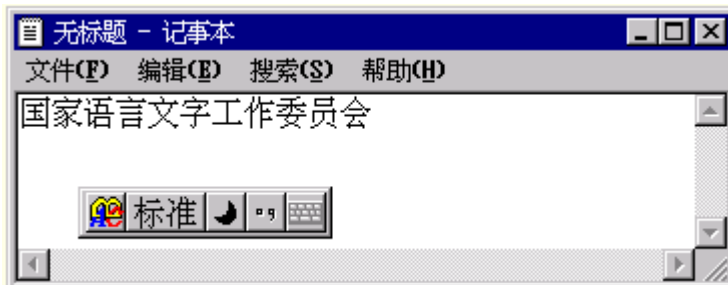 无标题 - 记事本
文件(F) 编辑(E) 搜索(S) 帮助(H)
国家语言文字工作委员会
标准